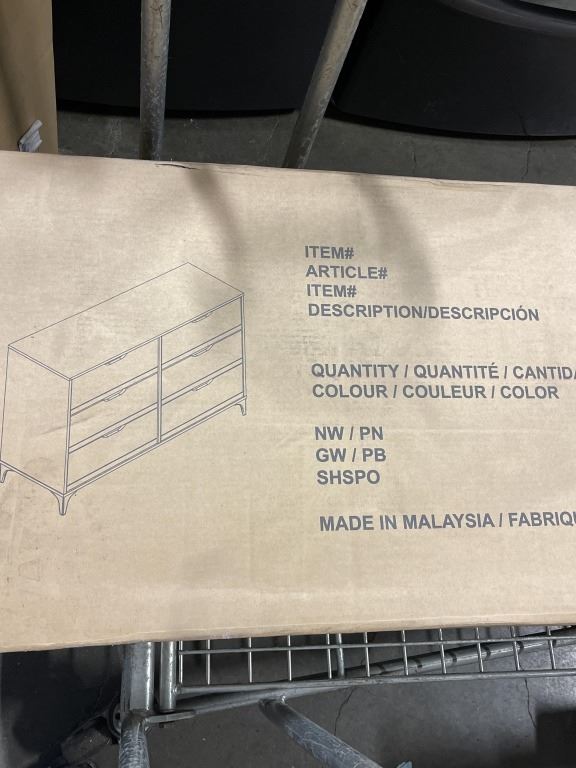 ITEM#
ARTICLE#
ITEM#
DESCRIPTION/DESCRIPCIÓN
QUANTITY / QUANTITÉ / CANTIDA
COLOUR / COULEUR / COLOR
NW / PN
GW / PB
SHSPO
MADE IN MALAYSIA / FABRIQU